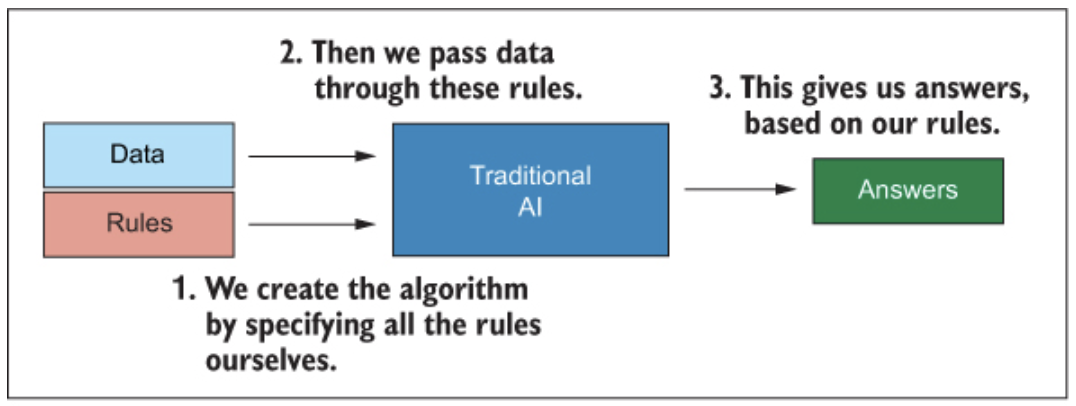 2. Then we pass data
through these rules.
3. This gives us answers,
based on our rules.
Data
Rules
Traditional
AI
Answers
1. We create the algorithm
by specifying all the rules
ourselves.